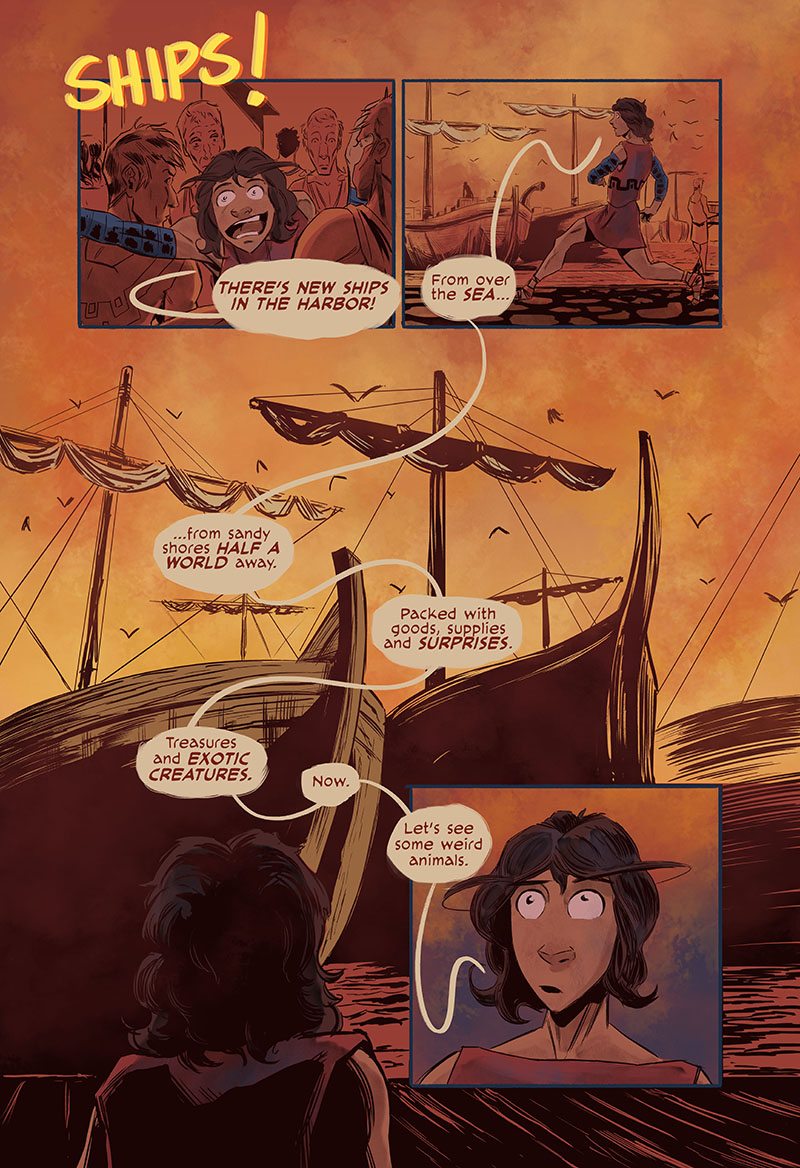 SHIPS!
THERE'S NEW SHIPS
IN THE HARBOR!
From over
the SEA...
...from sandy
shores HALF A
WORLD away.
Packed with
goods, supplies
and SURPRISES.
Treasures
and EXOTIC
CREATURES.
Now.
Let's see
some weird
animals.